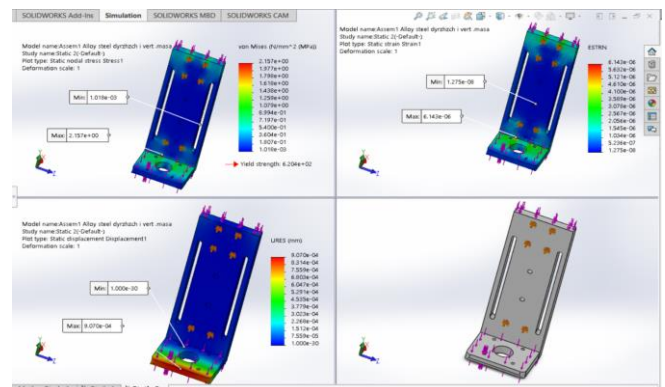 SOLIDWORKS Add-Ins Simulation SOLIDWORKS MBD SOLIDWORKS CAM
Model name:Assem1 Alloy steel dyrshzch i vert .masa
Study name:Static 2(-Default-)
Plot type: Static nodal stress Stress1
Deformation scale: 1
von Mises (N/mm^2 (MPa))
2.157e+00
1.977e+00
1.798e+00
1.618e+00
1.438e+00
1.259e+00
1.079e+00
8.994e-01
7.197e-01
5.400e-01
3.604e-01
1.807e-01
1.018e-03
Yield strength: 6.204e+02
Min: 1.018e-03
Max: 2.157e+00
Model name:Assem1 Alloy steel dyrshzch i vert .masa
Study name:Static 2(-Default-)
Plot type: Static strain Strain1
Deformation scale: 1
ESTRN
6.143e-06
5.632e-06
5.121e-06
4.610e-06
4.100e-06
3.589e-06
3.078e-06
2.567e-06
2.056e-06
1.545e-06
1.034e-06
5.236e-07
1.275e-08
Min: 1.275e-08
Max: 6.143e-06
Model name:Assem1 Alloy steel dyrshzch i vert .masa
Study name:Static 2(-Default-)
Plot type: Static displacement Displacement1
Deformation scale: 1
URES (mm)
9.070e-04
8.314e-04
7.559e-04
6.803e-04
6.047e-04
5.291e-04
4.535e-04
3.779e-04
3.023e-04
2.268e-04
1.512e-04
7.559e-05
1.000e-30
Min: 1.000e-30
Max: 9.070e-04